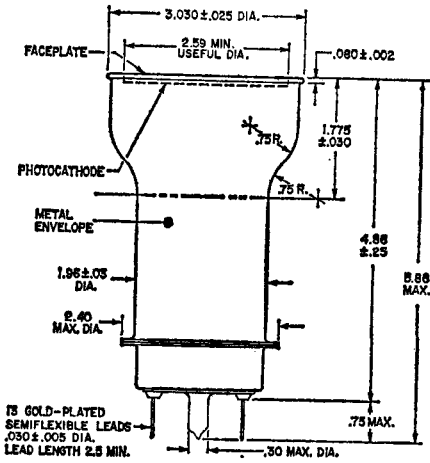 3.030±.025 DIA.
2.59 MIN.
USEFUL DIA.
FACEPLATE
.080±.002
1.775
±.030
.75 R.
PHOTOCATHODE
.75 R.
METAL
ENVELOPE
4.86
±.25
5.86
MAX.
1.96±.03
DIA.
2.40
MAX. DIA.
13 GOLD-PLATED
SEMIFLEXIBLE LEADS
.030±.005 DIA.
LEAD LENGTH 2.5 MIN.
.75 MAX.
.30 MAX. DIA.